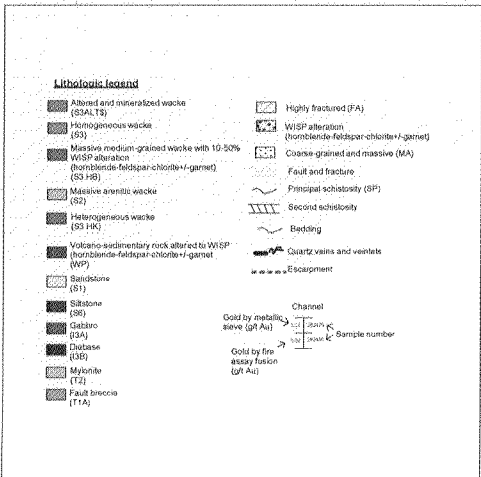 Lithologic legend
Altered and mineralized wacke
(S3ALTS)
Homogeneous wacke
(S3)
Massive medium-grained wacke with 10-50%
WISP alteration
(hornblende-feldspar-chlorite+/-garnet)
(S3 HB)
Massive arenitic wacke
(S2)
Heterogeneous wacke
(S3 HK)
Volcano-sedimentary rock altered to WISP
(hornblende-feldspar-chlorite+/-garnet
(WP)
Sandstone
(S1)
Siltstone
(S6)
Gabbro
(I3A)
Diabase
(I3B)
Mylonite
(T2)
Fault breccia
(T1A)
Highly fractured (FA)
WISP alteration
(hornblende-feldspar-chlorite+/-garnet)
Coarse-grained and massive (MA)
Fault and fracture
Principal schistosity (SP)
Second schistosity
Bedding
Quartz veins and veinlets
Escarpment
Channel
Gold by metallic
sieve (g/t Au)
Sample number
Gold by fire
assay fusion
(g/t Au)